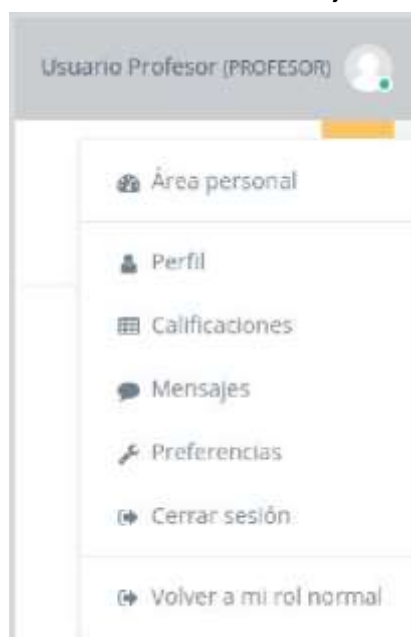 Usuario Profesor (PROFESOR)
Área personal
Perfil
Calificaciones
Mensajes
Preferencias
Cerrar sesión
Volver a mi rol normal